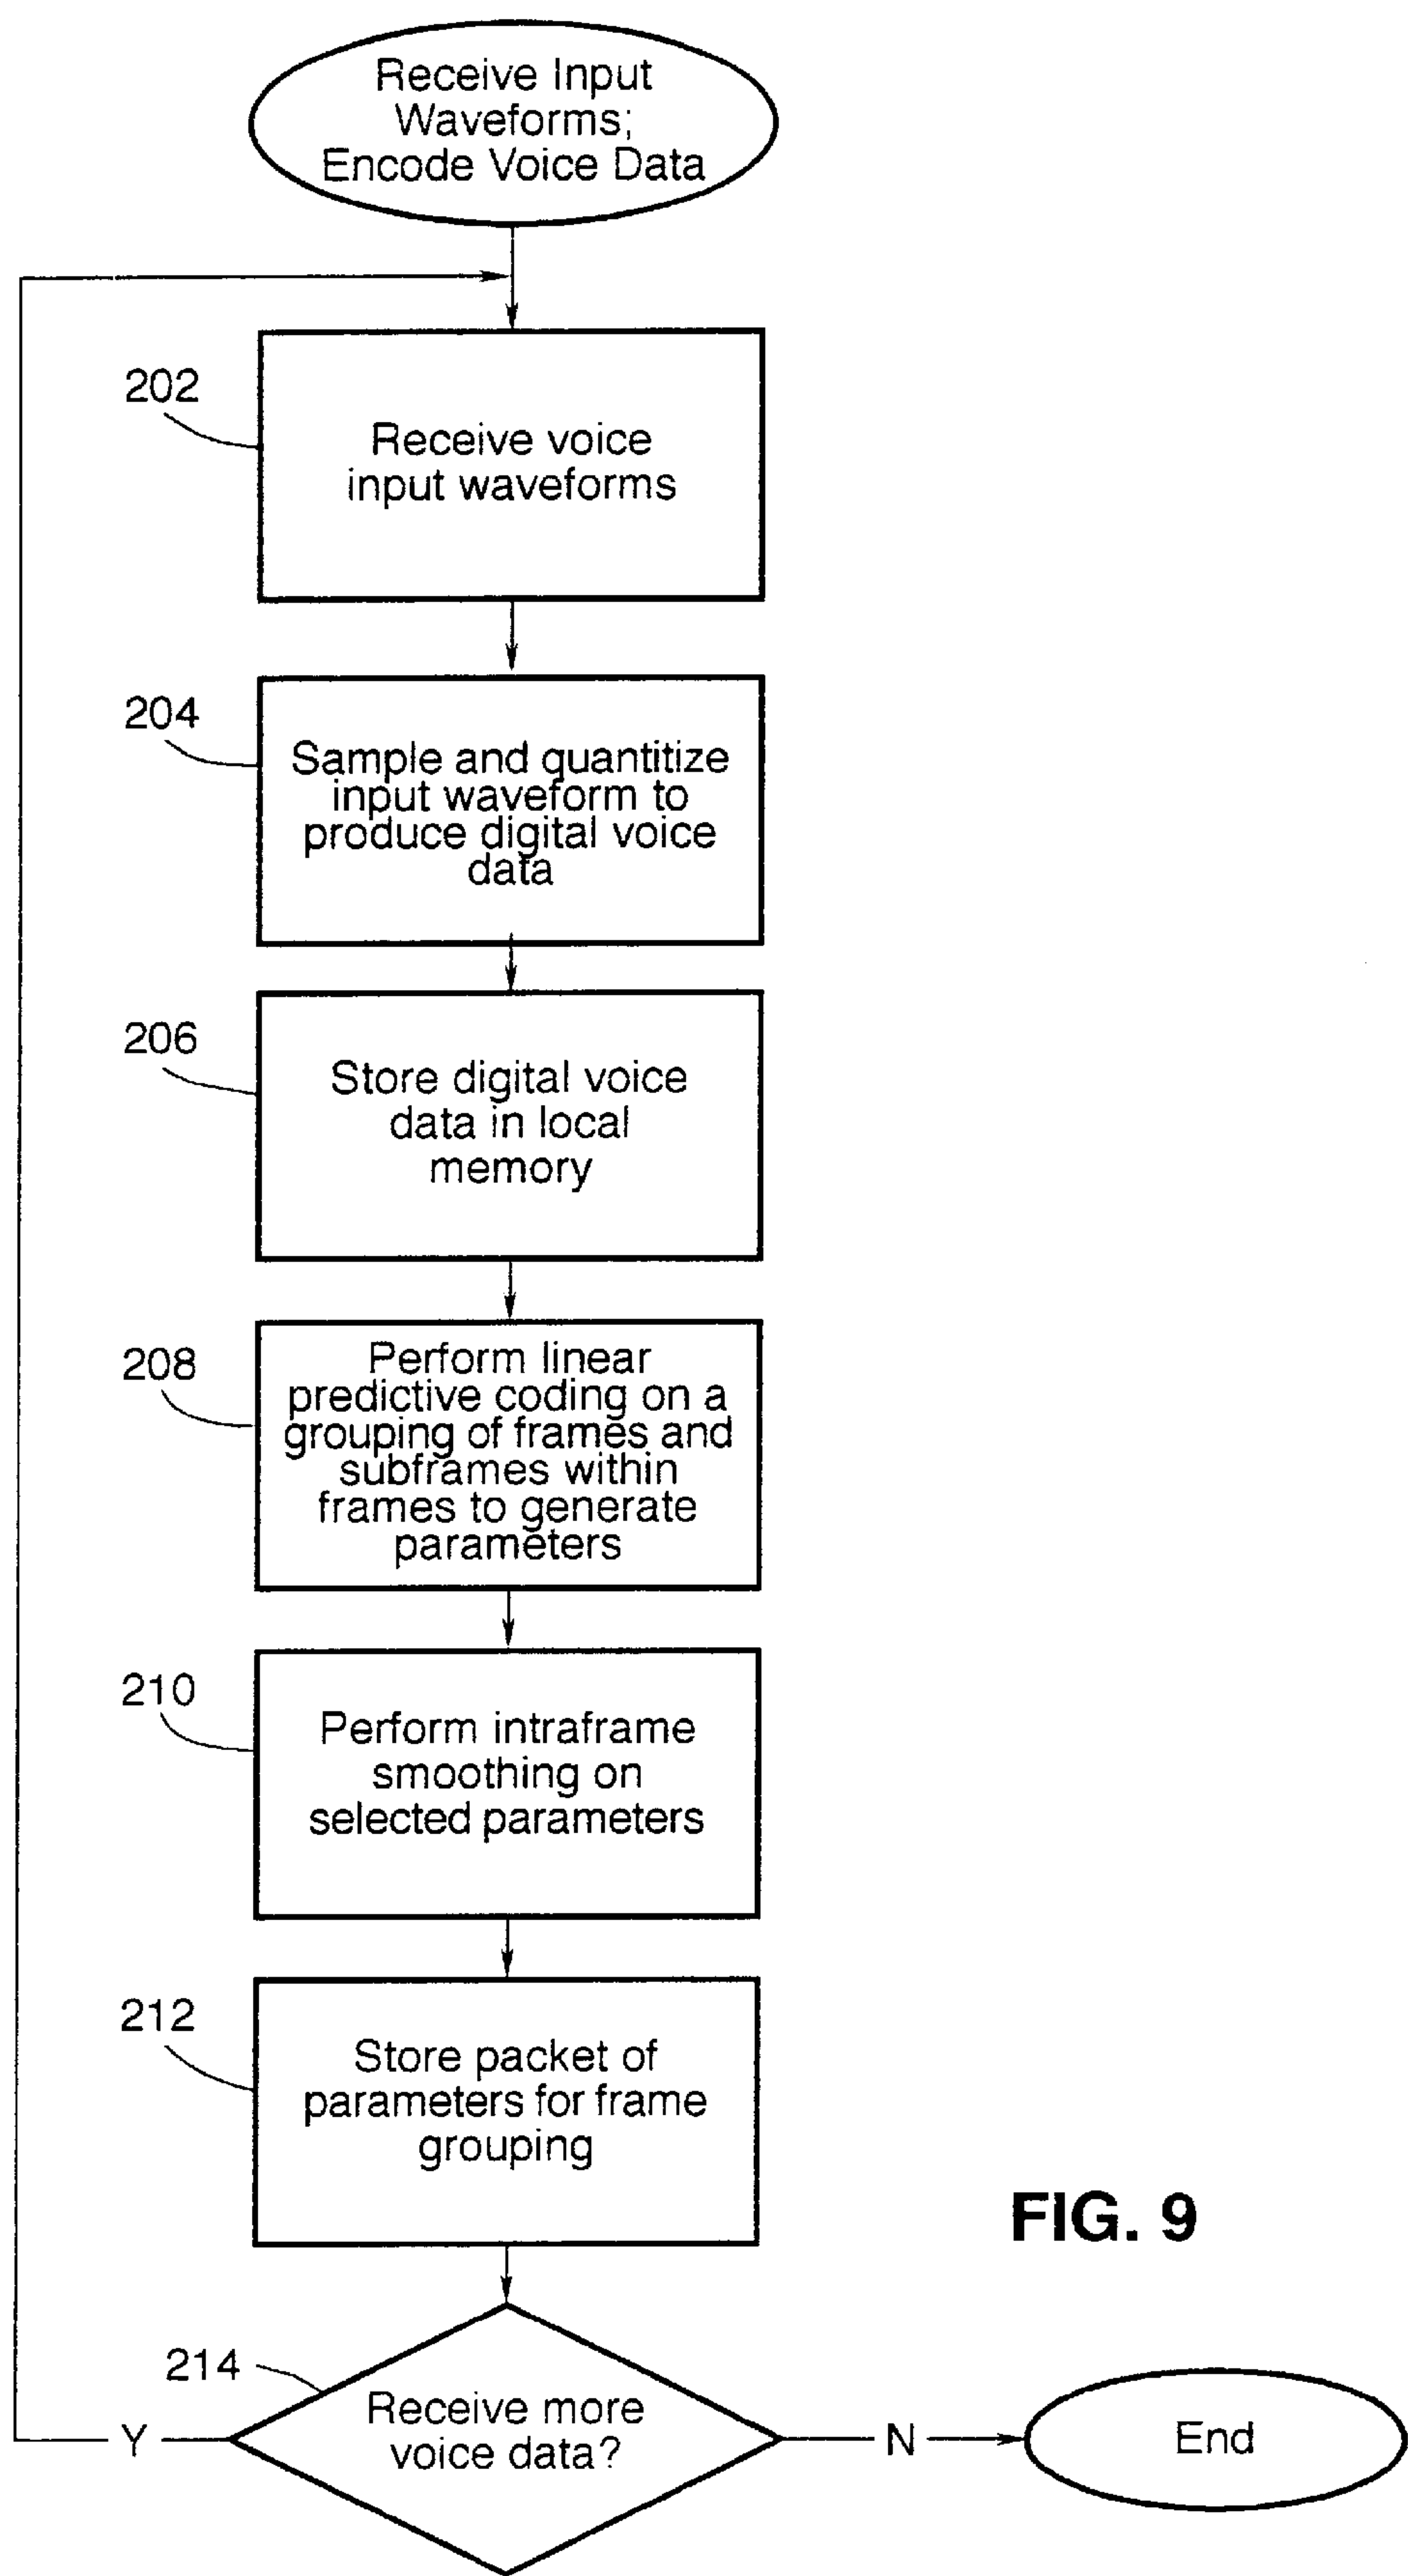 Receive Input
Waveforms;
Encode Voice Data
202
Receive voice
input waveforms
204
Sample and quantitize
input waveform to
produce digital voice
data
206
Store digital voice
data in local
memory
208
Perform linear
predictive coding on a
grouping of frames and
subframes within
frames to generate
parameters
210
Perform intraframe
smoothing on
selected parameters
212
Store packet of
parameters for frame
grouping
FIG. 9
214
Receive more
voice data?
Y
N
End